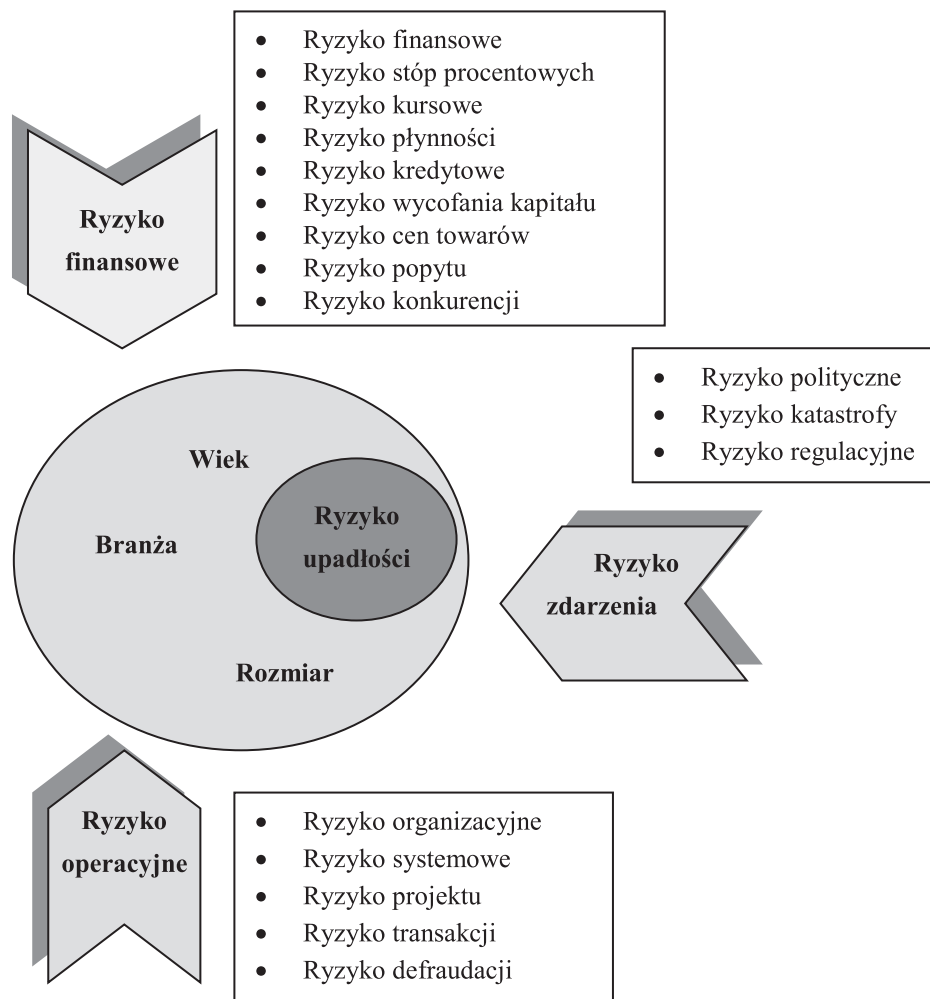 Ryzyko finansowe
Ryzyko stóp procentowych
Ryzyko kursowe
Ryzyko płynności
Ryzyko kredytowe
Ryzyko wycofania kapitału
Ryzyko cen towarów
Ryzyko popytu
Ryzyko konkurencji
Ryzyko
finansowe
Ryzyko polityczne
Ryzyko katastrofy
Ryzyko regulacyjne
Wiek
Branża
Ryzyko
upadłości
Rozmiar
Ryzyko
zdarzenia
Ryzyko
operacyjne
Ryzyko organizacyjne
Ryzyko systemowe
Ryzyko projektu
Ryzyko transakcji
Ryzyko defraudacji